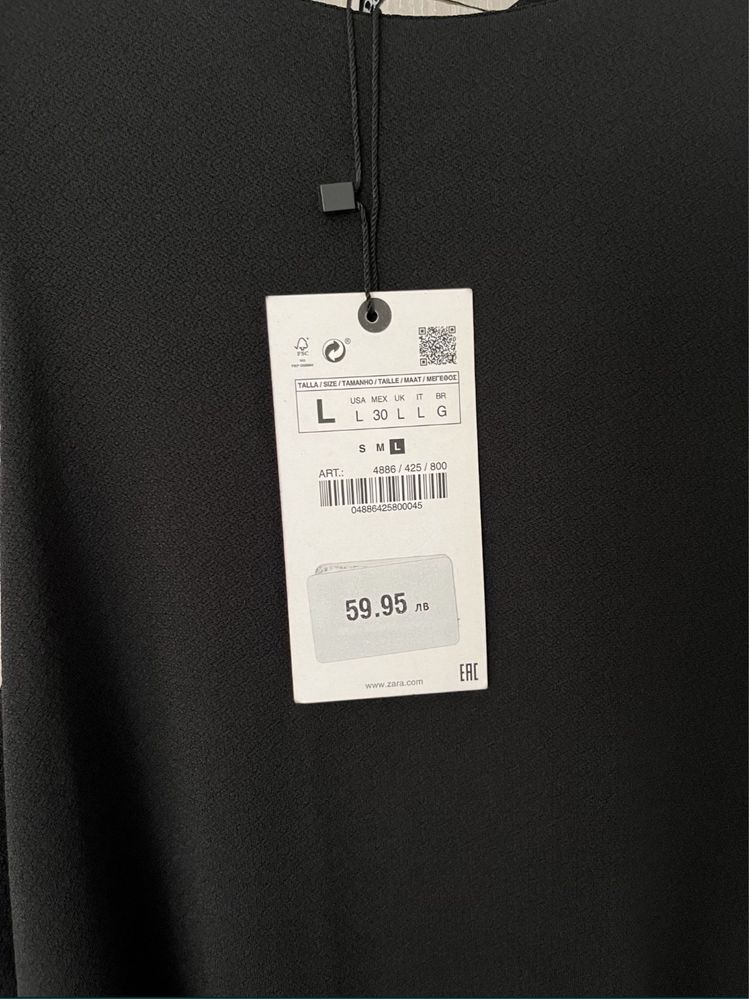 FSC
TALLA / SIZE / TAMANHO / TAILLE / MAAT / ΜΕΓΕΘΟΣ
L
USA MEX UK IT BR
L 30 L L G
S M L
ART.: 4886 / 425 / 800
04886425800045
59.95 лв
www.zara.com
EAC